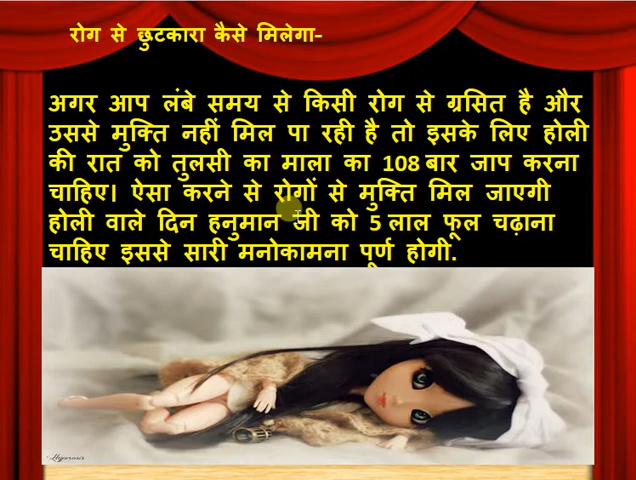 रोग से छुटकारा कैसे मिलेगा-
अगर आप लंबे समय से किसी रोग से ग्रसित है और
उससे मुक्ति नहीं मिल पा रही है तो इसके लिए होली
की रात को तुलसी का माला का 108 बार जाप करना
चाहिए। ऐसा करने से रोगों से मुक्ति मिल जाएगी
होली वाले दिन हनुमान जी को 5 लाल फूल चढ़ाना
चाहिए इससे सारी मनोकामना पूर्ण होगी.